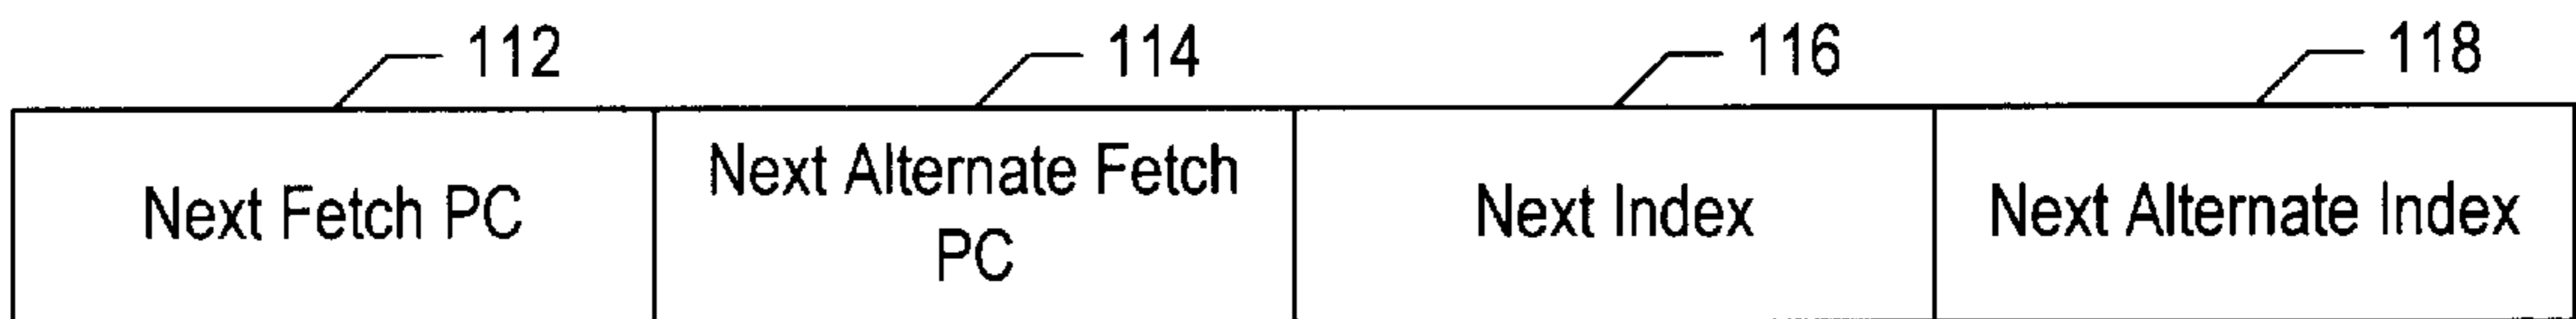 112 114 116 118
Next Fetch PC
Next Alternate Fetch
PC
Next Index
Next Alternate Index